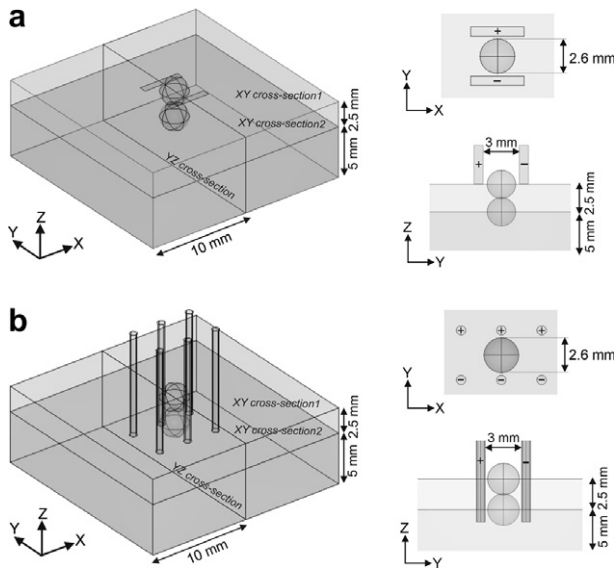 a
XY cross-section1
XY cross-section2
YZ cross-section
10 mm
2.5 mm
5 mm
Z
Y
X
+
−
2.6 mm
Y
X
3 mm
+
−
2.5 mm
5 mm
Z
Y
b
XY cross-section1
XY cross-section2
YZ cross-section
10 mm
2.5 mm
5 mm
Z
Y
X
+ + +
− − −
2.6 mm
Y
X
3 mm
+
−
2.5 mm
5 mm
Z
Y